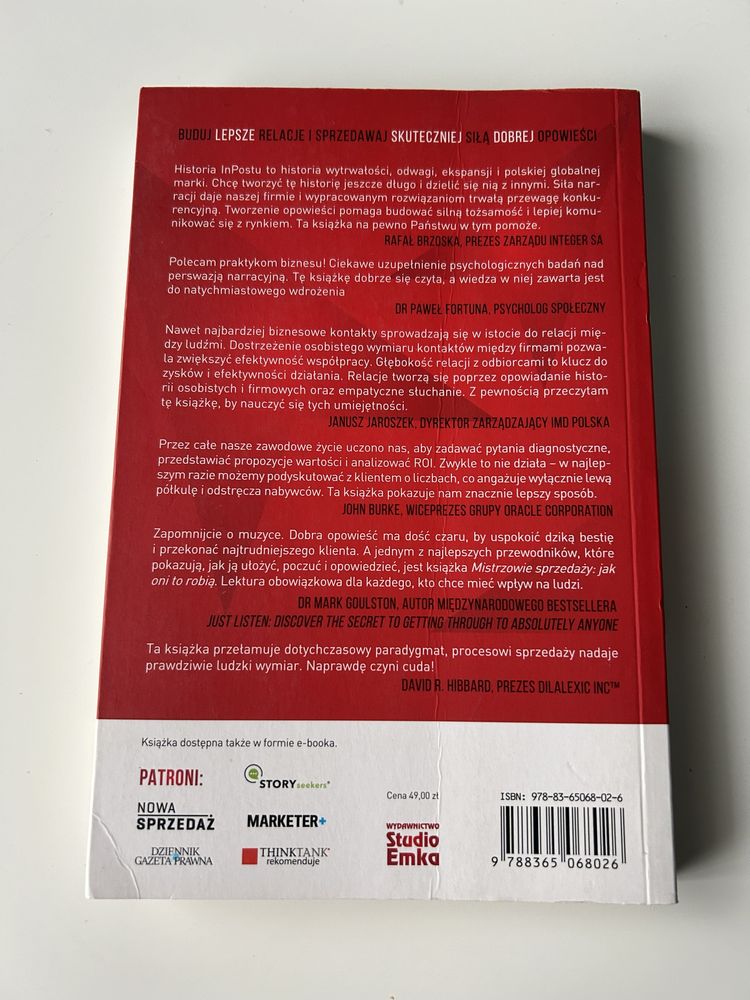 BUDUJ LEPSZE RELACJE I SPRZEDAWAJ SKUTECZNIEJ SIŁĄ DOBREJ OPOWIEŚCI
Historia InPostu to historia wytrwałości, odwagi, ekspansji i polskiej globalnej
marki. Chcę tworzyć tę historię jeszcze długo i dzielić się nią z innymi. Siła nar-
racji daje naszej firmie i wypracowanym rozwiązaniom trwałą przewagę konku-
rencyjną. Tworzenie opowieści pomaga budować silną tożsamość i lepiej komu-
nikować się z rynkiem. Ta książka na pewno Państwu w tym pomoże.
RAFAŁ BRZOSKA, PREZES ZARZĄDU INTEGER SA
Polecam praktykom biznesu! Ciekawe uzupełnienie psychologicznych badań nad
perswazją narracyjną. Tę książkę dobrze się czyta, a wiedza w niej zawarta jest
do natychmiastowego wdrożenia
DR PAWEŁ FORTUNA, PSYCHOLOG SPOŁECZNY
Nawet najbardziej biznesowe kontakty sprowadzają się w istocie do relacji mię-
dzy ludźmi. Dostrzeżenie osobistego wymiaru kontaktów między firmami pozwa-
la zwiększyć efektywność współpracy. Głębokość relacji z odbiorcami to klucz do
zysków i efektywności działania. Relacje tworzą się poprzez opowiadanie histo-
rii osobistych i firmowych oraz empatyczne słuchanie. Z pewnością przeczytam
tę książkę, by nauczyć się tych umiejętności.
JANUSZ JAROSZEK, DYREKTOR ZARZĄDZAJĄCY IMD POLSKA
Przez całe nasze zawodowe życie uczono nas, aby zadawać pytania diagnostyczne,
przedstawiać propozycje wartości i analizować ROI. Zwykle to nie działa – w najlep-
szym razie możemy podyskutować z klientem o liczbach, co angażuje wyłącznie lewą
półkulę i odstręcza nabywców. Ta książka pokazuje nam znacznie lepszy sposób.
JOHN BURKE, WICEPREZES GRUPY ORACLE CORPORATION
Zapomnijcie o muzyce. Dobra opowieść ma dość czaru, by uspokoić dziką bestię
i przekonać najtrudniejszego klienta. A jednym z najlepszych przewodników, które
pokazują, jak ją ułożyć, poczuć i opowiedzieć, jest książka Mistrzowie sprzedaży: jak
oni to robią. Lektura obowiązkowa dla każdego, kto chce mieć wpływ na ludzi.
DR MARK GOULSTON, AUTOR MIĘDZYNARODOWEGO BESTSELLERA
JUST LISTEN: DISCOVER THE SECRET TO GETTING THROUGH TO ABSOLUTELY ANYONE
Ta książka przełamuje dotychczasowy paradygmat, procesowi sprzedaży nadaje
prawdziwie ludzki wymiar. Naprawdę czyni cuda!
DAVID R. HIBBARD, PREZES DILALEXIC INC™
Książka dostępna także w formie e-booka.
PATRONI:
STORY seekers®
NOWA
SPRZEDAŻ
MARKETER+
DZIENNIK
GAZETA PRAWNA
THINKTANK
rekomenduje
Cena 49,00 zł
WYDAWNICTWO
Studio
Emka
ISBN: 978-83-65068-02-6
9 788365 068026